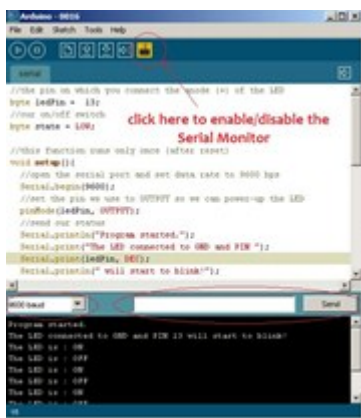 Arduino - 0016
File Edit Sketch Tools Help
serial
//the pin on which you connect the anode (+) of the LED
byte ledPin = 13;
//our on/off switch
byte state = LOW;
click here to enable/disable the
Serial Monitor
//this function runs only once (after reset)
void setup(){
//open the serial port and set data rate to 9600 bps
Serial.begin(9600);
//set the pin we use to OUTPUT so we can power-up the LED
pinMode(ledPin, OUTPUT);
//send our status
Serial.println("Program started.");
Serial.print("The LED connected to GND and PIN ");
Serial.print(ledPin, DEC);
Serial.println(" will start to blink!");
9600 baud
Send
Program started.
The LED connected to GND and PIN 13 will start to blink!
The LED is : ON
The LED is : OFF
The LED is : ON
The LED is : OFF
The LED is : ON
The LED is : OFF